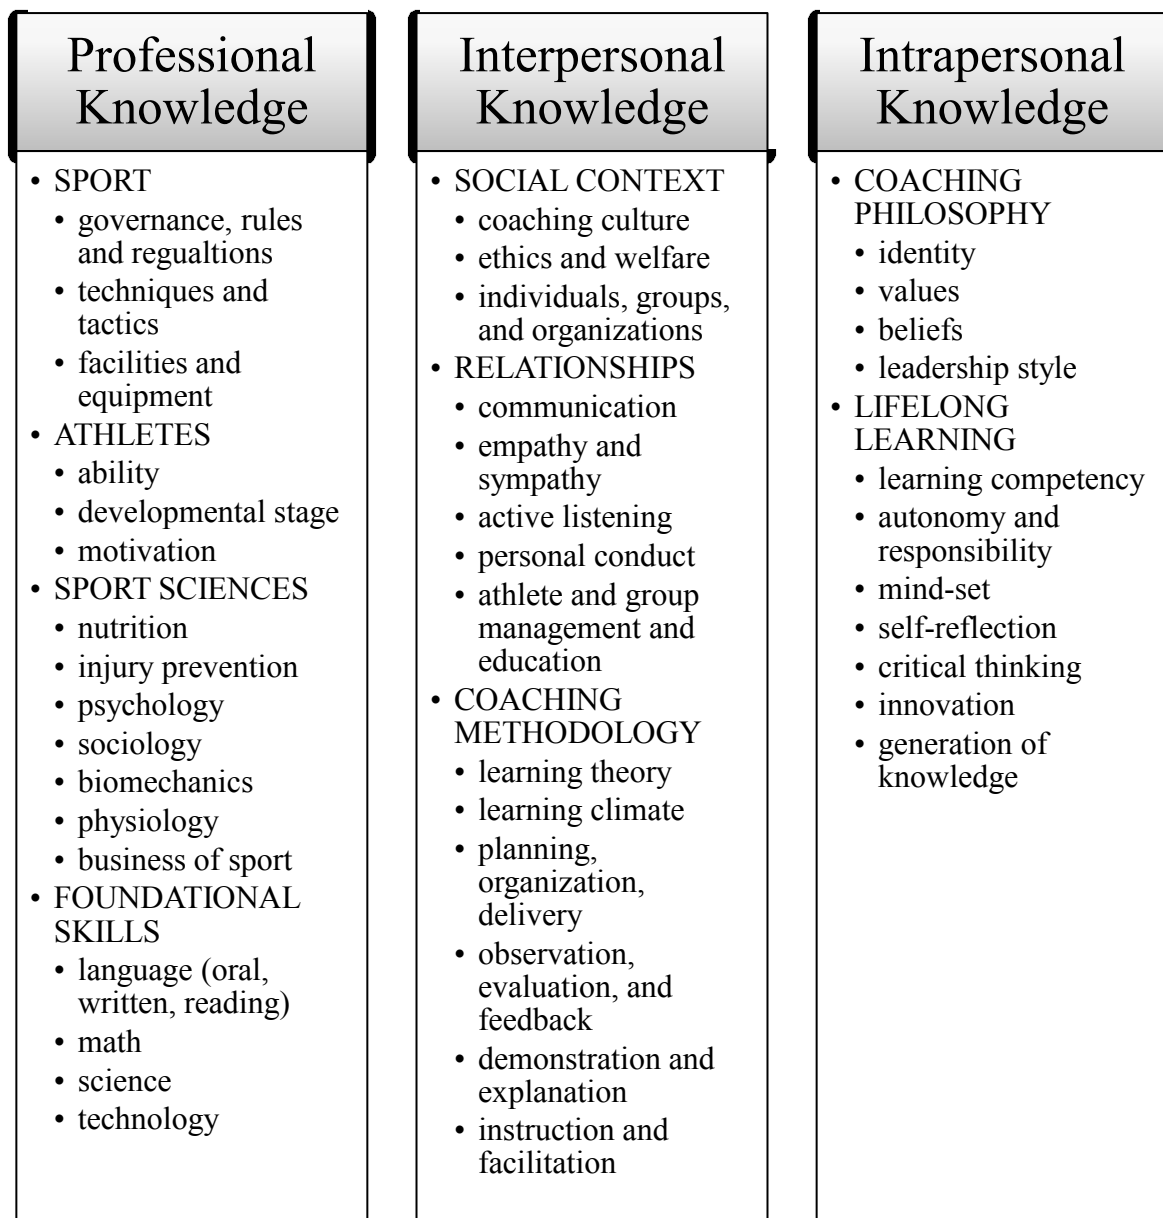 Professional
Knowledge
• SPORT
• governance, rules
and regualtions
• techniques and
tactics
• facilities and
equipment
• ATHLETES
• ability
• developmental stage
• motivation
• SPORT SCIENCES
• nutrition
• injury prevention
• psychology
• sociology
• biomechanics
• physiology
• business of sport
• FOUNDATIONAL
SKILLS
• language (oral,
written, reading)
• math
• science
• technology
Interpersonal
Knowledge
• SOCIAL CONTEXT
• coaching culture
• ethics and welfare
• individuals, groups,
and organizations
• RELATIONSHIPS
• communication
• empathy and
sympathy
• active listening
• personal conduct
• athlete and group
management and
education
• COACHING
METHODOLOGY
• learning theory
• learning climate
• planning,
organization,
delivery
• observation,
evaluation, and
feedback
• demonstration and
explanation
• instruction and
facilitation
Intrapersonal
Knowledge
• COACHING
PHILOSOPHY
• identity
• values
• beliefs
• leadership style
• LIFELONG
LEARNING
• learning competency
• autonomy and
responsibility
• mind-set
• self-reflection
• critical thinking
• innovation
• generation of
knowledge